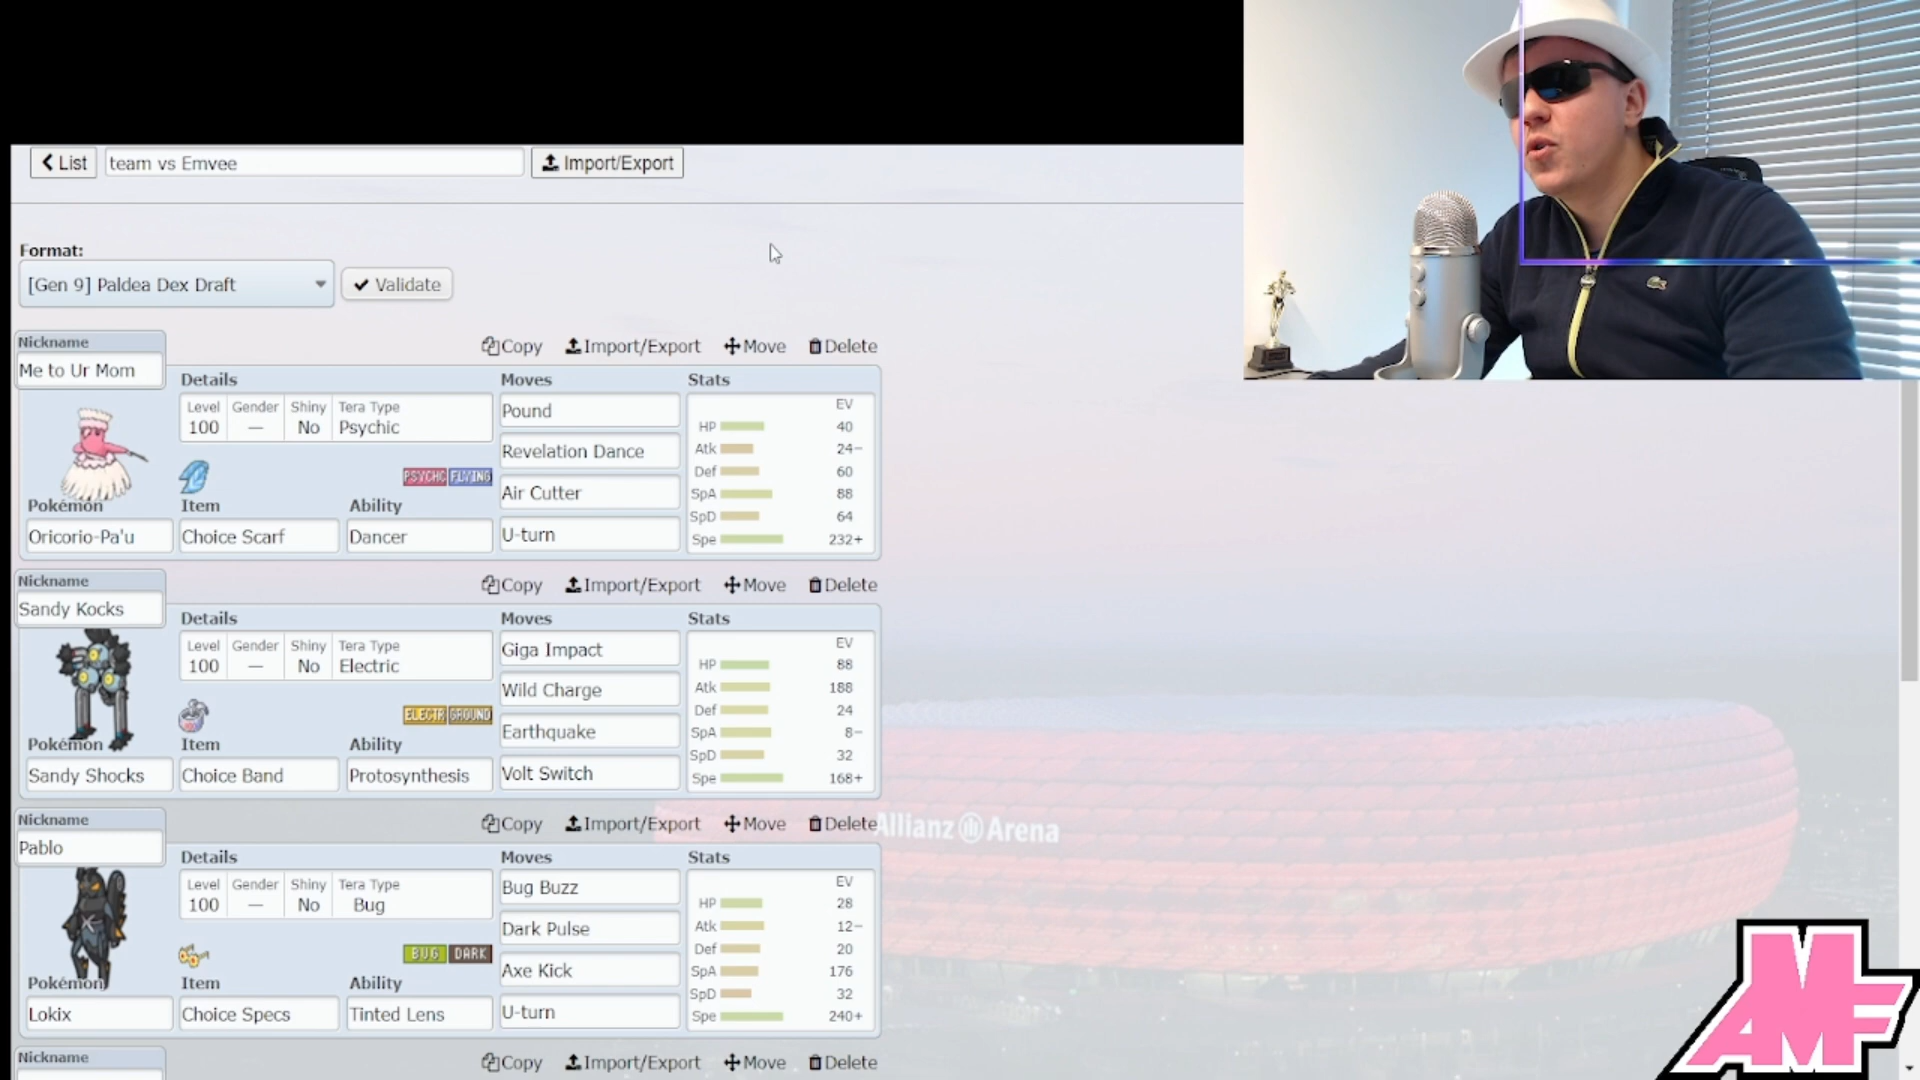 List
team vs Emvee
Import/Export
Format:
[Gen 9] Paldea Dex Draft
Validate
Nickname
Me to Ur Mom
Copy Import/Export Move Delete
Details
Moves
Stats
Level Gender Shiny Tera Type
100 — No Psychic
PSYCHC FLYING
Pokémon
Oricorio-Pa'u
Item
Choice Scarf
Ability
Dancer
Pound
Revelation Dance
Air Cutter
U-turn
EV
HP 40
Atk 24−
Def 60
SpA 88
SpD 64
Spe 232+
Nickname
Sandy Kocks
Copy Import/Export Move Delete
Details
Moves
Stats
Level Gender Shiny Tera Type
100 — No Electric
ELECTR GROUND
Pokémon
Sandy Shocks
Item
Choice Band
Ability
Protosynthesis
Giga Impact
Wild Charge
Earthquake
Volt Switch
EV
HP 88
Atk 188
Def 24
SpA 8−
SpD 32
Spe 168+
Nickname
Pablo
Copy Import/Export Move Delete
Allianz Arena
Details
Moves
Stats
Level Gender Shiny Tera Type
100 — No Bug
BUG DARK
Pokémon
Lokix
Item
Choice Specs
Ability
Tinted Lens
Bug Buzz
Dark Pulse
Axe Kick
U-turn
EV
HP 28
Atk 12−
Def 20
SpA 176
SpD 32
Spe 240+
Nickname
Copy Import/Export Move Delete
AMF